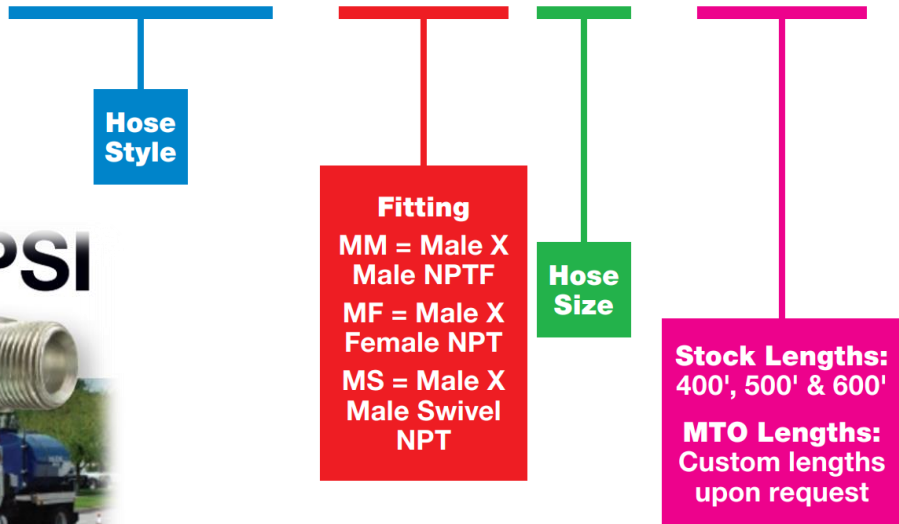 Hose
Style
PSI
Fitting
MM = Male X
Male NPTF
MF = Male X
Female NPT
MS = Male X
Male Swivel
NPT
Hose
Size
Stock Lengths:
400', 500' & 600'
MTO Lengths:
Custom lengths
upon request